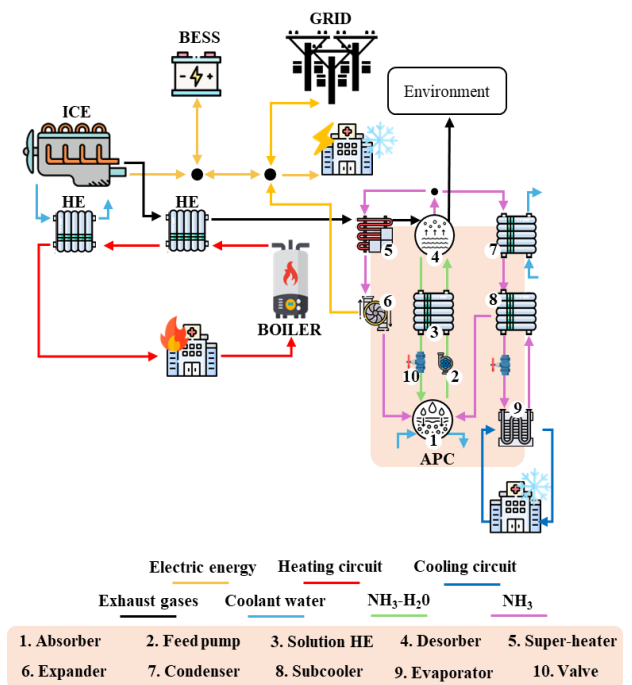 GRID
BESS
Environment
ICE
HE
HE
5
4
7
6
3
8
BOILER
10
2
9
1
APC
Electric energy
Heating circuit
Cooling circuit
Exhaust gases
Coolant water
NH3-H20
NH3
1. Absorber
2. Feed pump
3. Solution HE
4. Desorber
5. Super-heater
6. Expander
7. Condenser
8. Subcooler
9. Evaporator
10. Valve